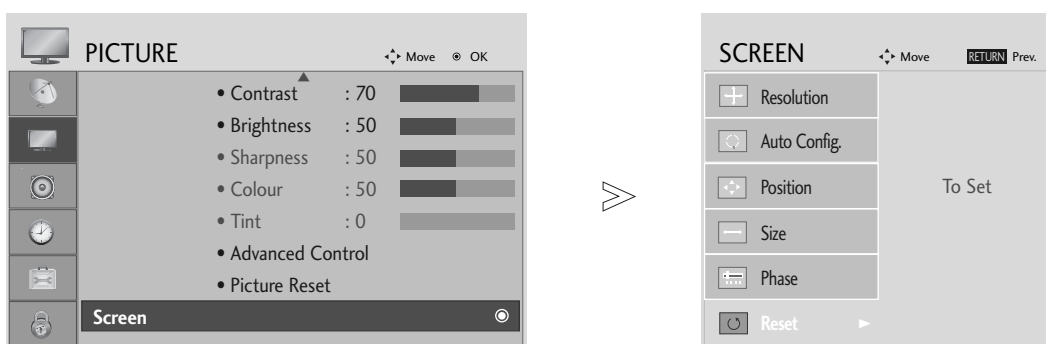 PICTURE
Move OK
• Contrast : 70
• Brightness : 50
• Sharpness : 50
• Colour : 50
• Tint : 0
• Advanced Control
• Picture Reset
Screen
SCREEN
Move RETURN Prev.
Resolution
Auto Config.
Position
Size
Phase
Reset
To Set